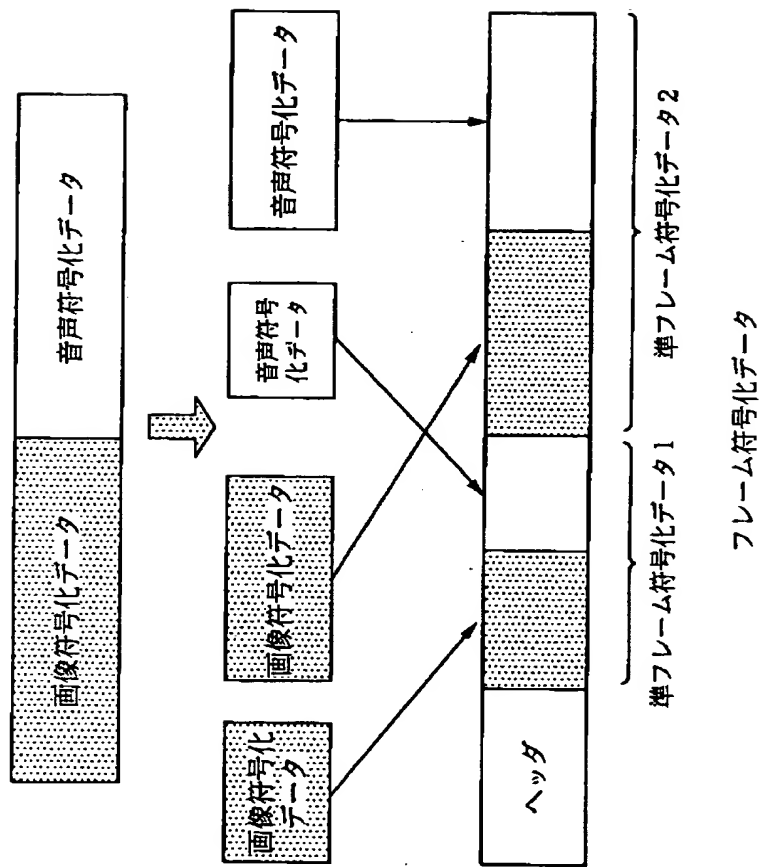 画像符号化データ
音声符号化データ
画像符号化
データ
画像符号化データ
音声符号
化データ
音声符号化データ
ヘッダ
準フレーム符号化データ1
準フレーム符号化データ2
フレーム符号化データ